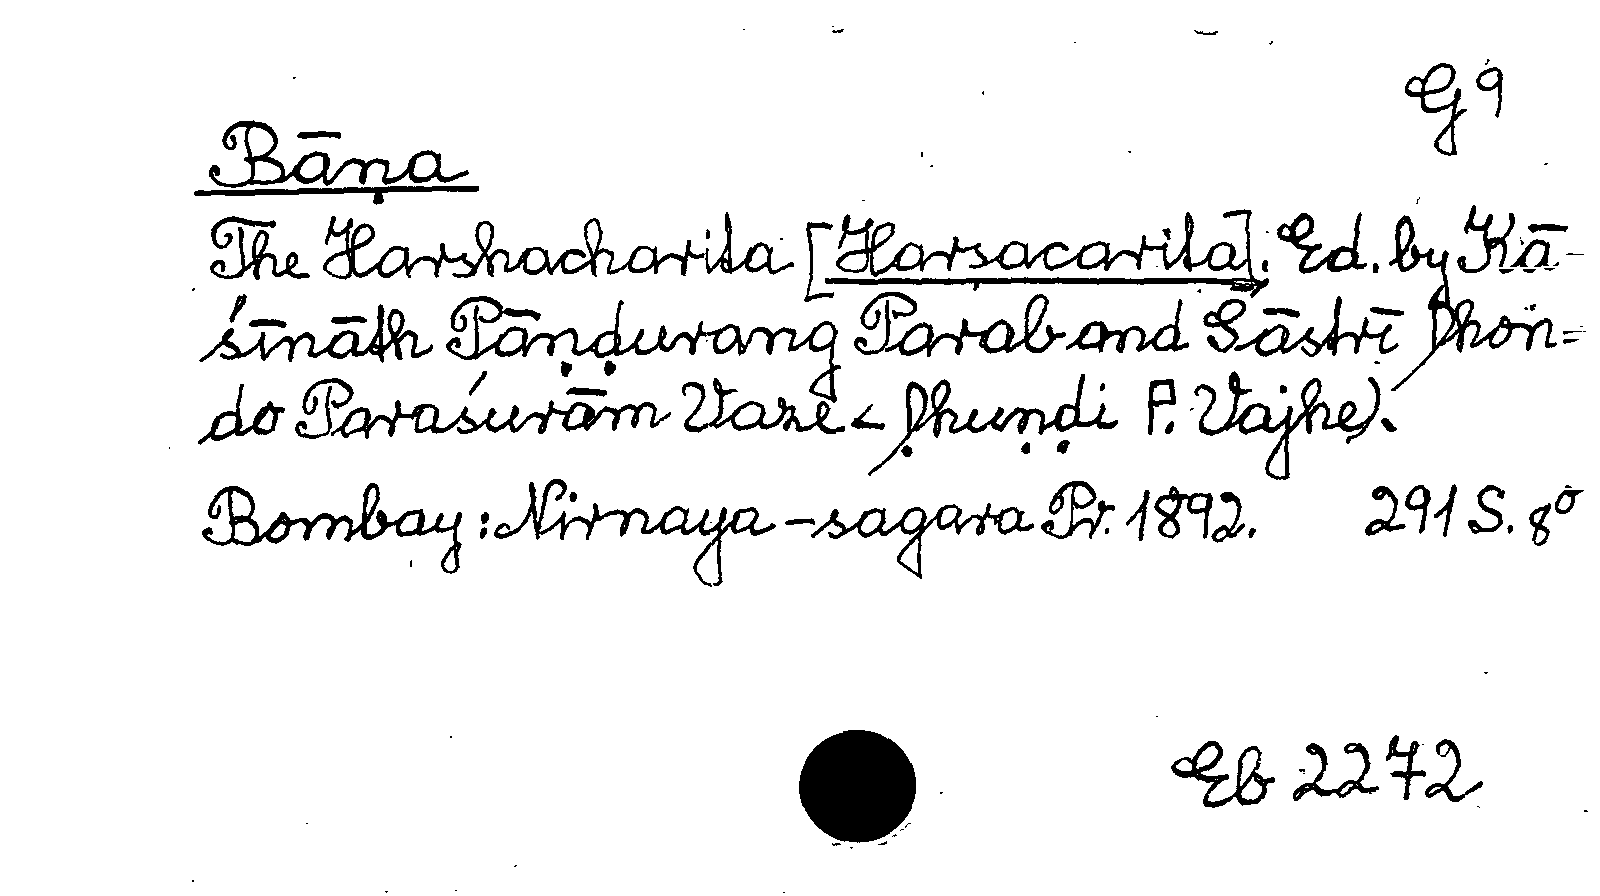 G 9
Bāṇa
The Harshacharita [Harṣacarita]. Ed. by Kā-
śīnāth Pāṇḍurang Parab and Śāstrī Dhon=
do Paraśurām Vaze (Ḍhuṇḍi P. Vajhe).
Bombay: Nirnaya-sagara Pr. 1892. 291 S. 8°
Eb 2272